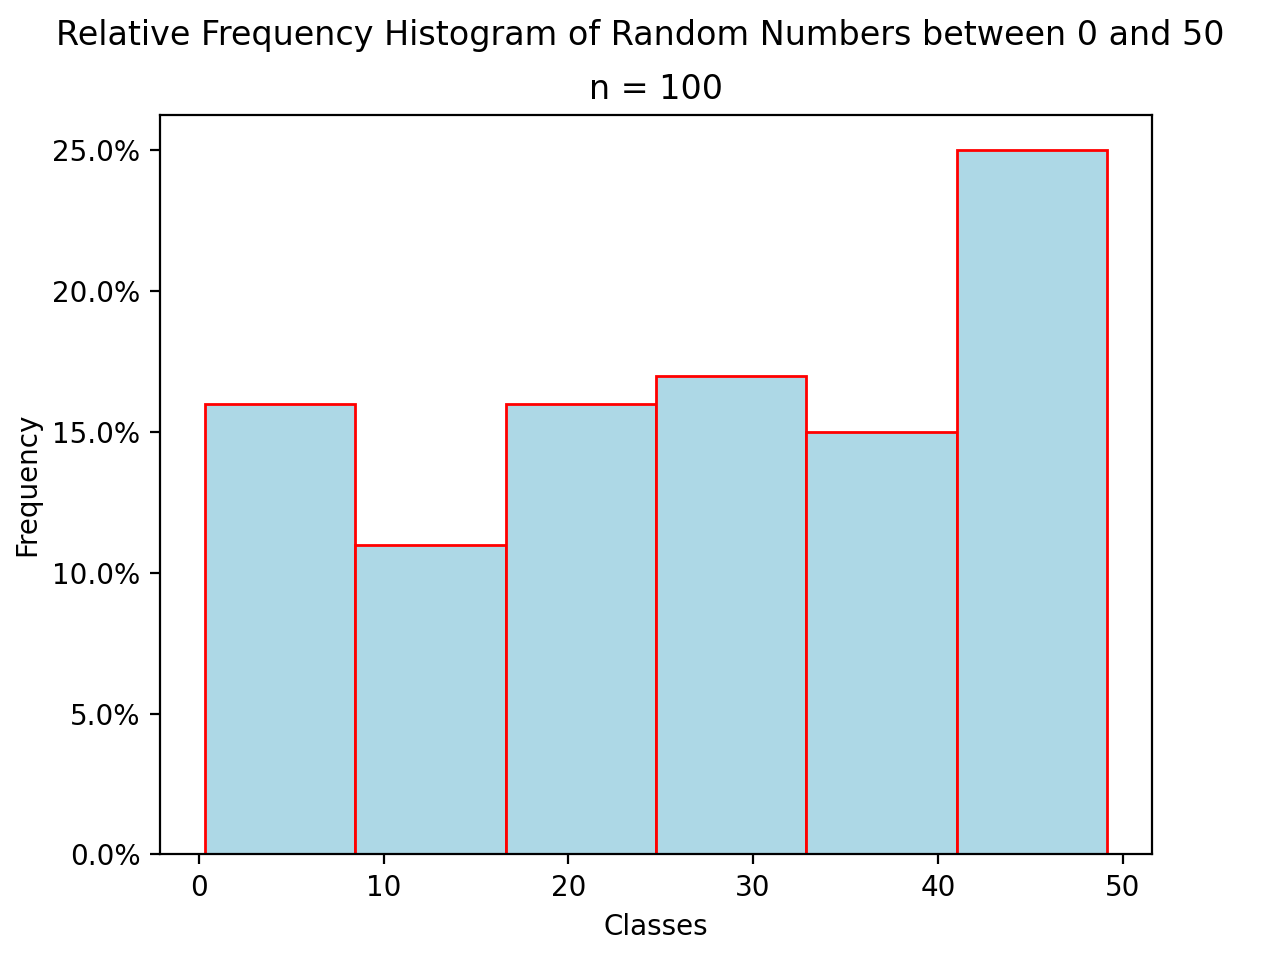 Relative Frequency Histogram of Random Numbers between 0 and 50
n = 100
25.0%
20.0%
15.0%
10.0%
5.0%
0.0%
Frequency
0 10 20 30 40 50
Classes